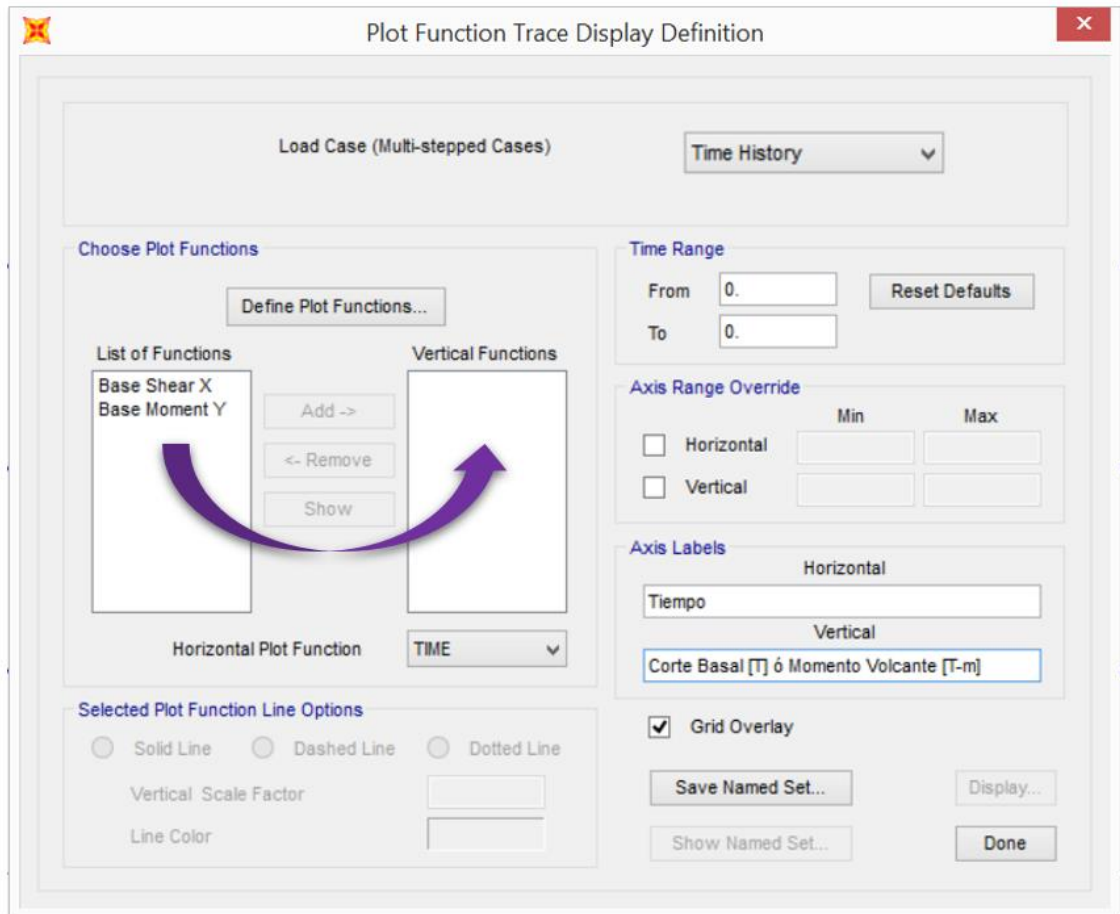 Plot Function Trace Display Definition
Load Case (Multi-stepped Cases)
Time History
Choose Plot Functions
Define Plot Functions...
List of Functions
Vertical Functions
Base Shear X
Base Moment Y
Add ->
<- Remove
Show
Horizontal Plot Function
TIME
Selected Plot Function Line Options
Solid Line
Dashed Line
Dotted Line
Vertical Scale Factor
Line Color
Time Range
From
0.
Reset Defaults
To
0.
Axis Range Override
Min
Max
Horizontal
Vertical
Axis Labels
Horizontal
Tiempo
Vertical
Corte Basal [T] ó Momento Volcante [T-m]
Grid Overlay
Save Named Set...
Display...
Show Named Set...
Done